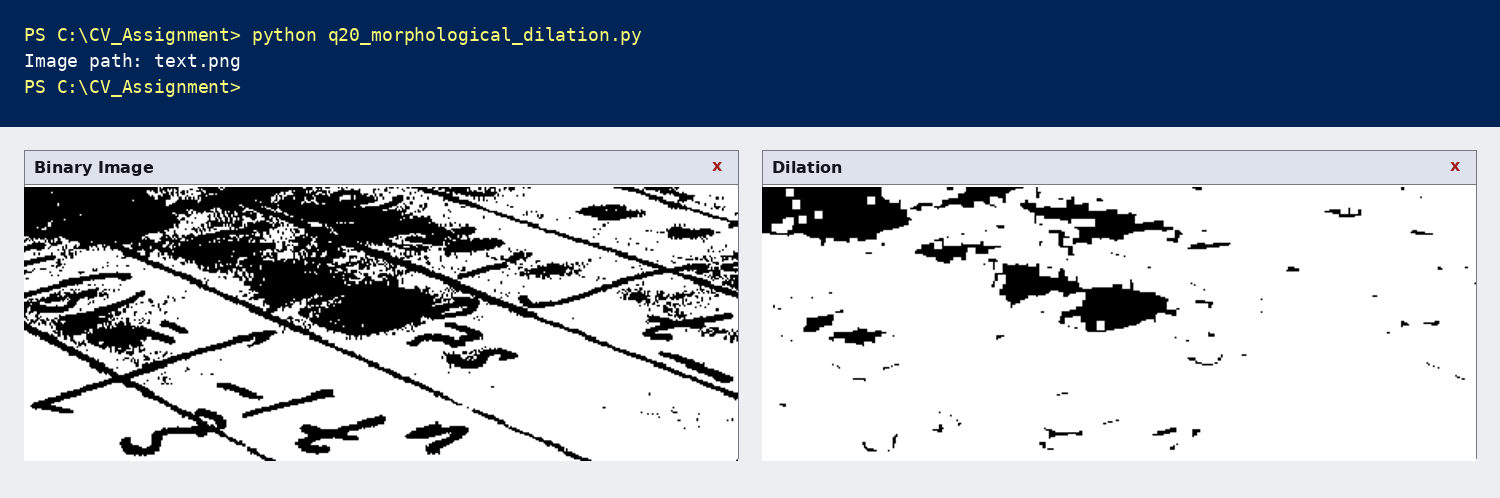 PS C:\CV_Assignment> python q20_morphological_dilation.py
Image path: text.png
PS C:\CV_Assignment>
Binary Image x
Dilation x